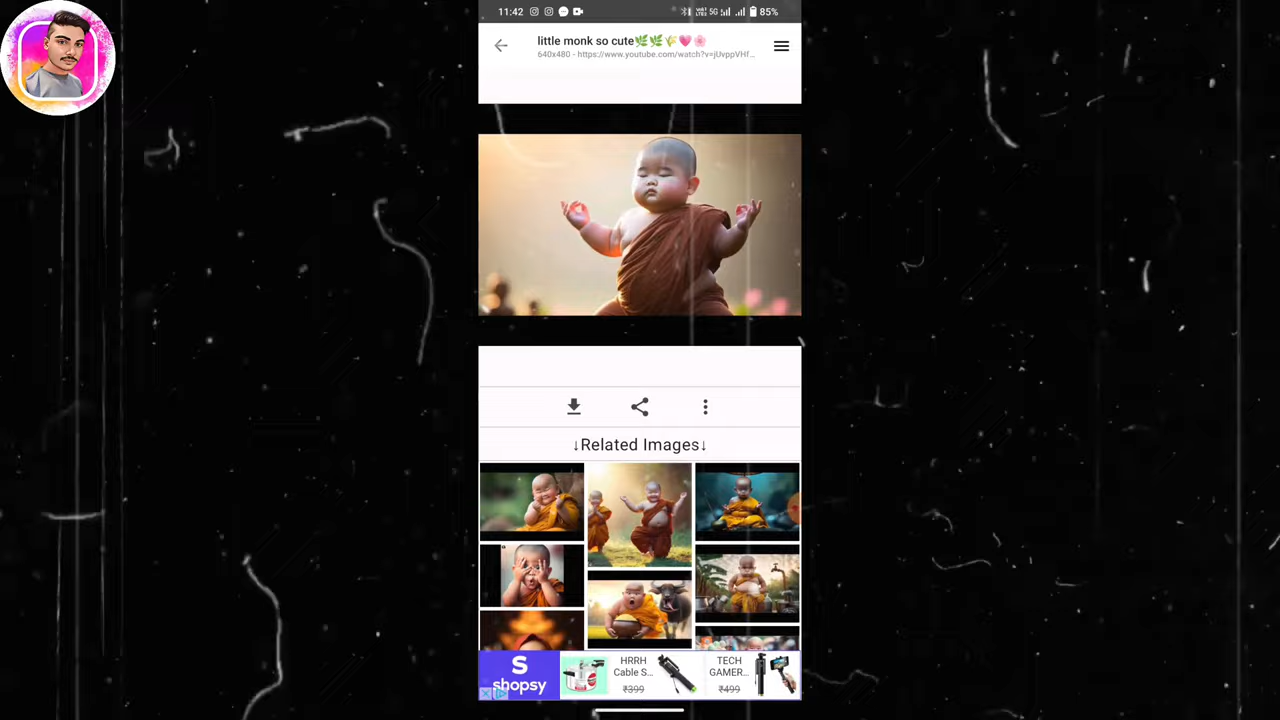 11:42
5G
85%
little monk so cute🌿🌿🌾💗🌸
640x480 - https://www.youtube.com/watch?v=jUvppVHf...
↓Related Images↓
S
shopsy
HRRH
Cable S...
₹399
TECH
GAMER...
₹499